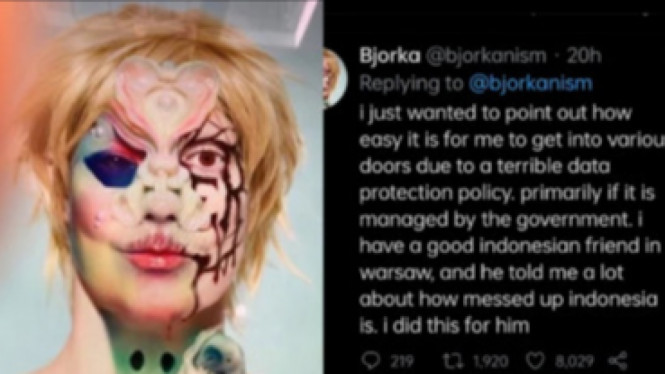 Bjorka @bjorkanism · 20h
Replying to @bjorkanism
i just wanted to point out how
easy it is for me to get into variou
doors due to a terrible data
protection policy. primarily if it is
managed by the government. i
have a good indonesian friend in
warsaw, and he told me a lot
about how messed up indonesia
is. i did this for him
219 1,920 8,029